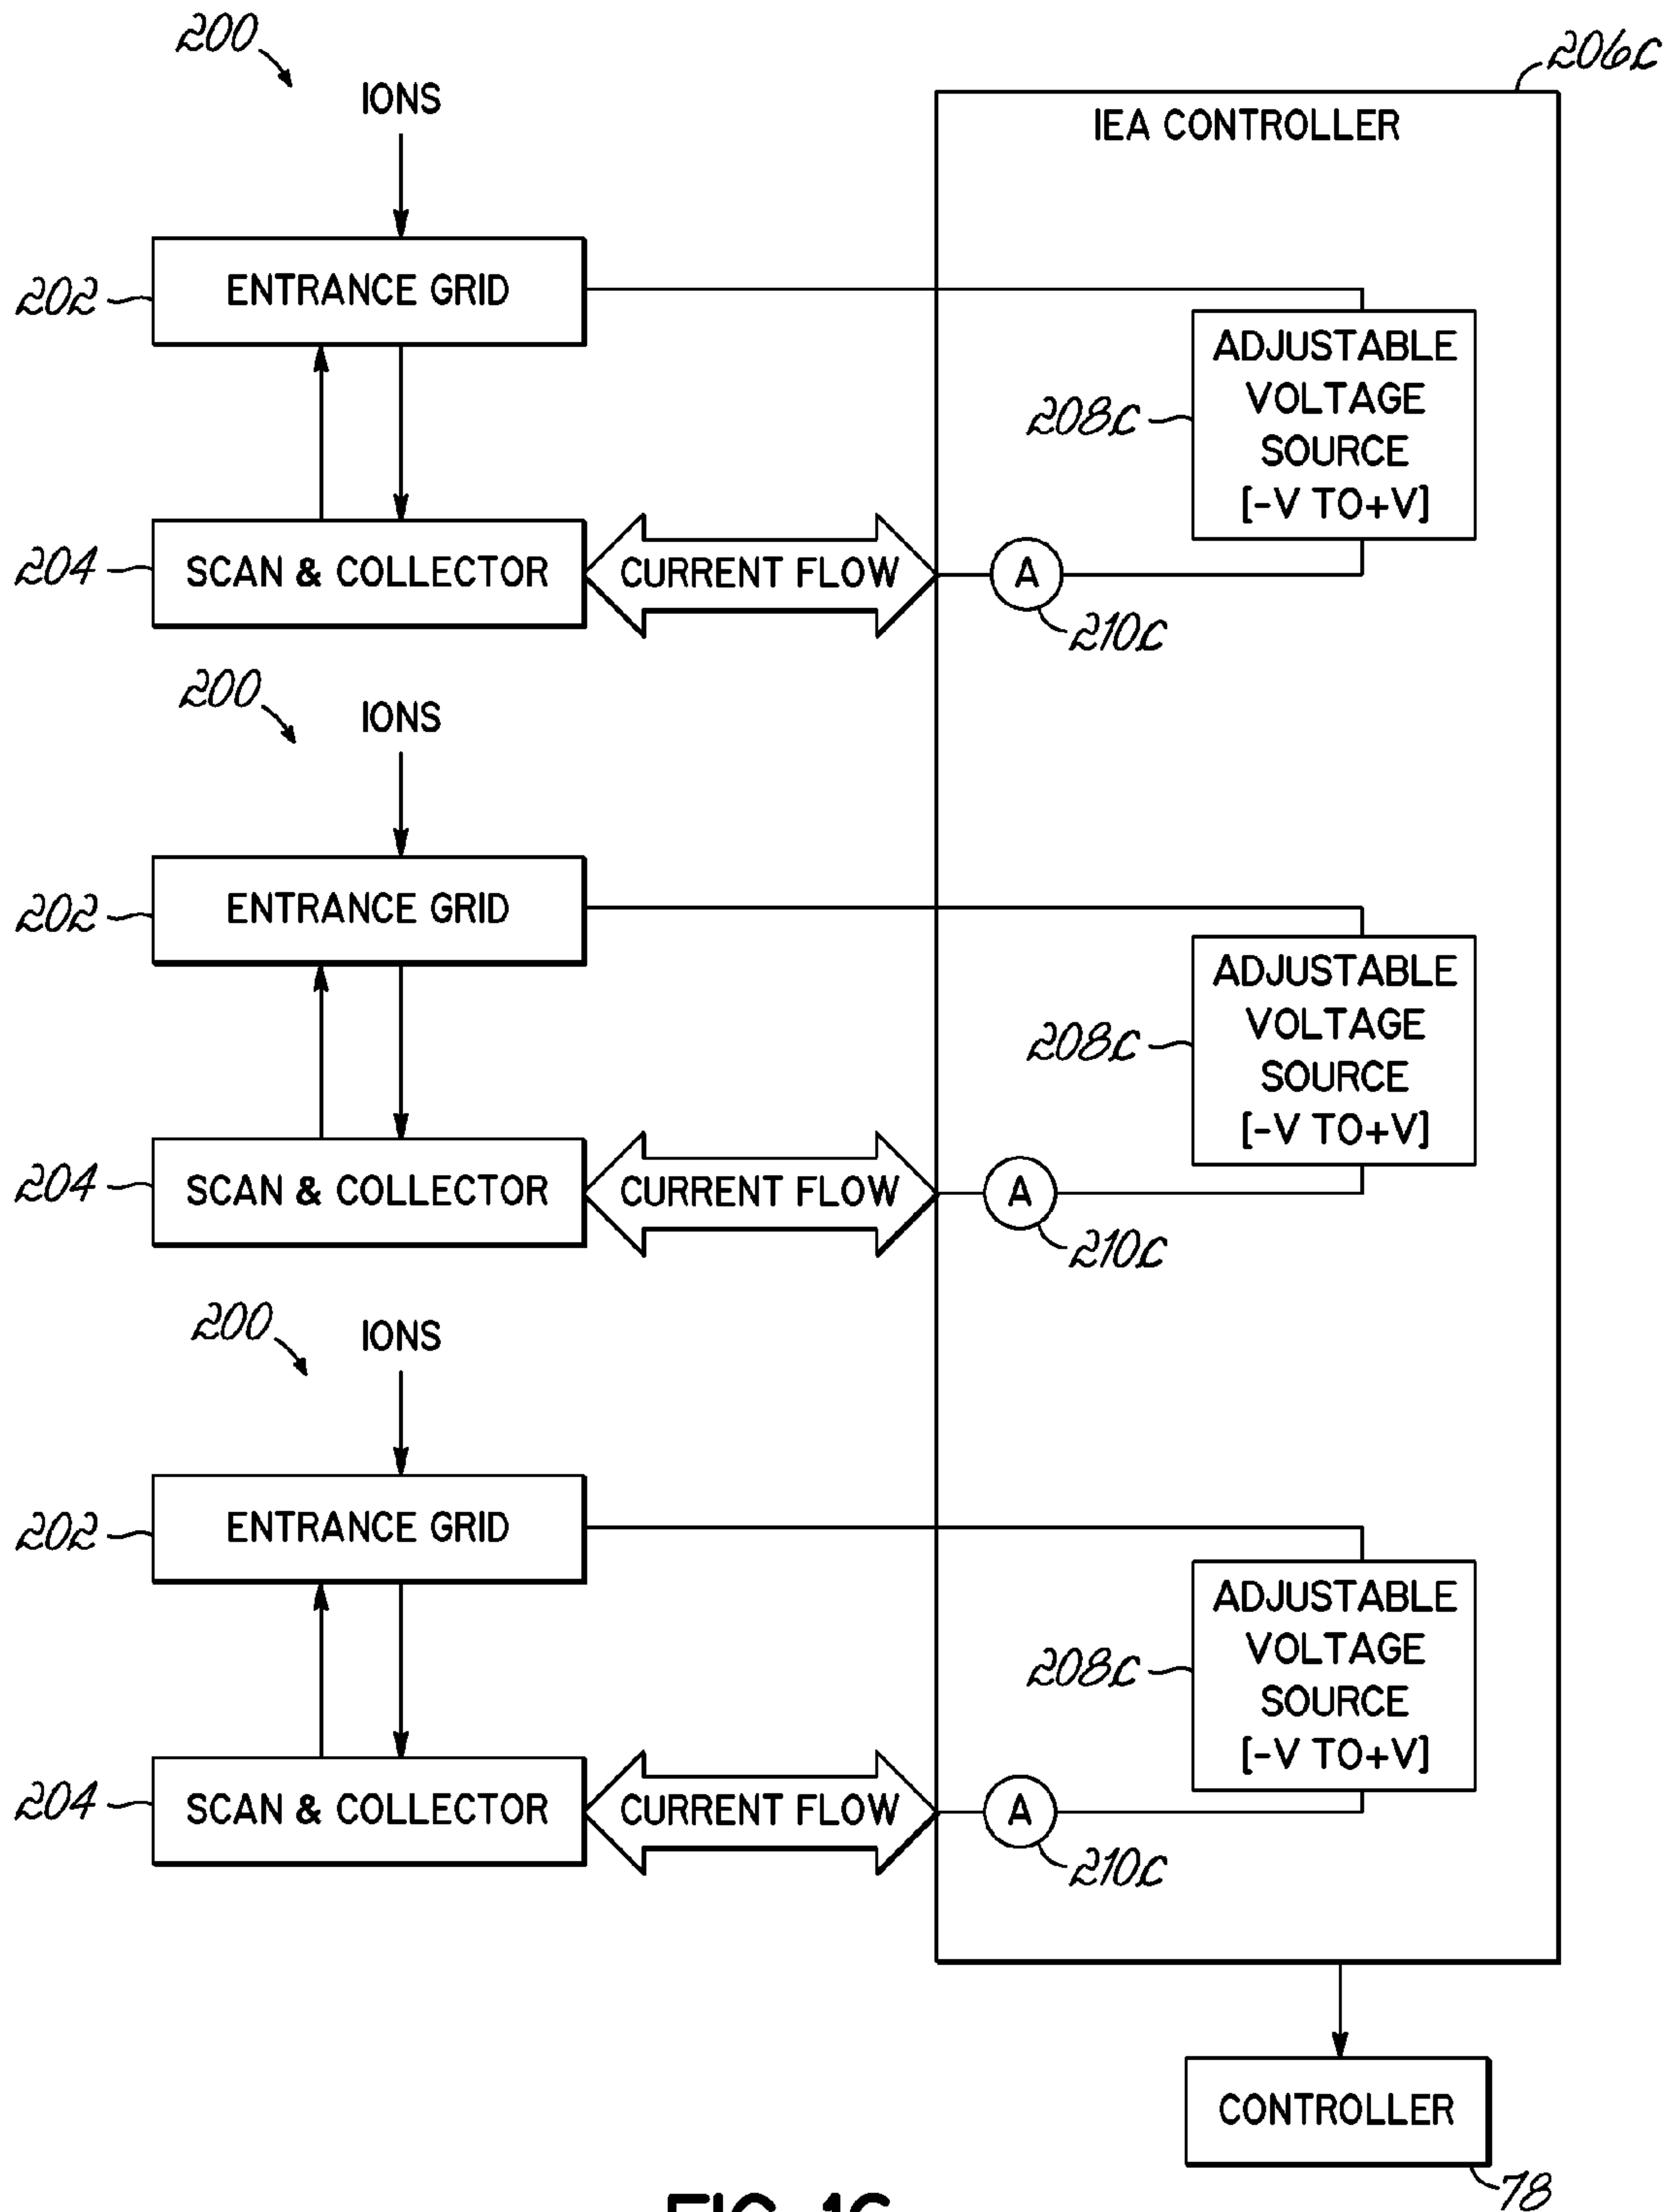 200
IONS
206C
IEA CONTROLLER
202
ENTRANCE GRID
208C
ADJUSTABLE
VOLTAGE
SOURCE
[-V TO+V]
204
SCAN & COLLECTOR
CURRENT FLOW
A
210C
200
IONS
202
ENTRANCE GRID
208C
ADJUSTABLE
VOLTAGE
SOURCE
[-V TO+V]
204
SCAN & COLLECTOR
CURRENT FLOW
A
210C
200
IONS
202
ENTRANCE GRID
208C
ADJUSTABLE
VOLTAGE
SOURCE
[-V TO+V]
204
SCAN & COLLECTOR
CURRENT FLOW
A
210C
CONTROLLER
78